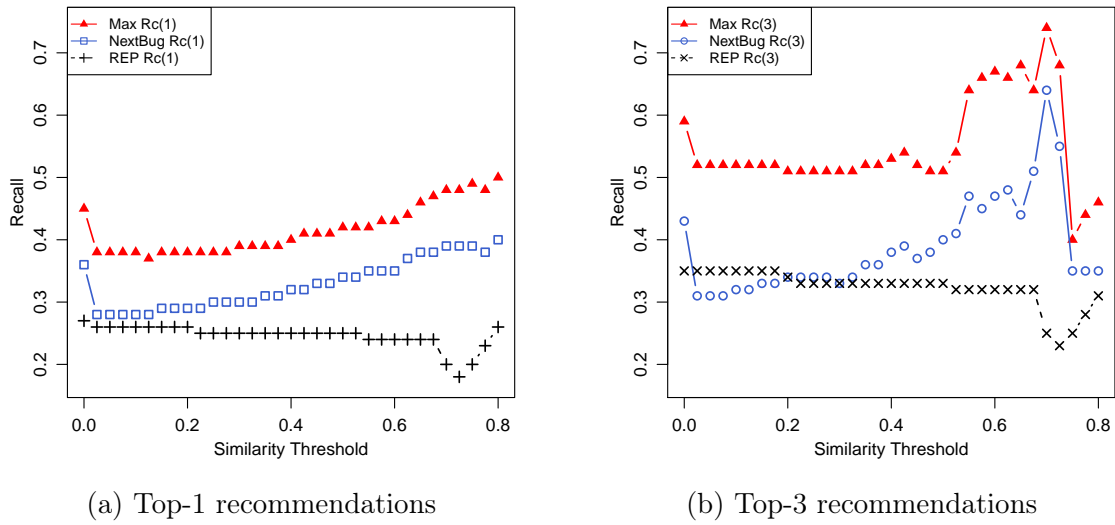 Max Rc(1)
NextBug Rc(1)
REP Rc(1)
0.7
0.6
0.5
0.4
0.3
0.2
Recall
0.0 0.2 0.4 0.6 0.8
Similarity Threshold
(a) Top-1 recommendations
Max Rc(3)
NextBug Rc(3)
REP Rc(3)
0.7
0.6
0.5
0.4
0.3
0.2
Recall
0.0 0.2 0.4 0.6 0.8
Similarity Threshold
(b) Top-3 recommendations